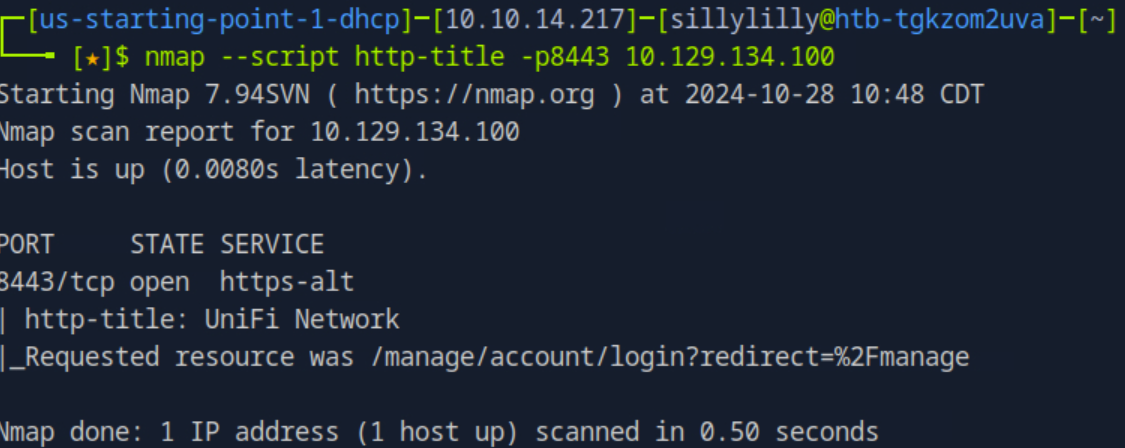 [us-starting-point-1-dhcp]─[10.10.14.217]─[sillylilly@htb-tgkzom2uva]─[~]
[★]$ nmap --script http-title -p8443 10.129.134.100
Starting Nmap 7.94SVN ( https://nmap.org ) at 2024-10-28 10:48 CDT
Nmap scan report for 10.129.134.100
Host is up (0.0080s latency).
PORT     STATE SERVICE
8443/tcp open  https-alt
| http-title: UniFi Network
|_Requested resource was /manage/account/login?redirect=%2Fmanage
Nmap done: 1 IP address (1 host up) scanned in 0.50 seconds